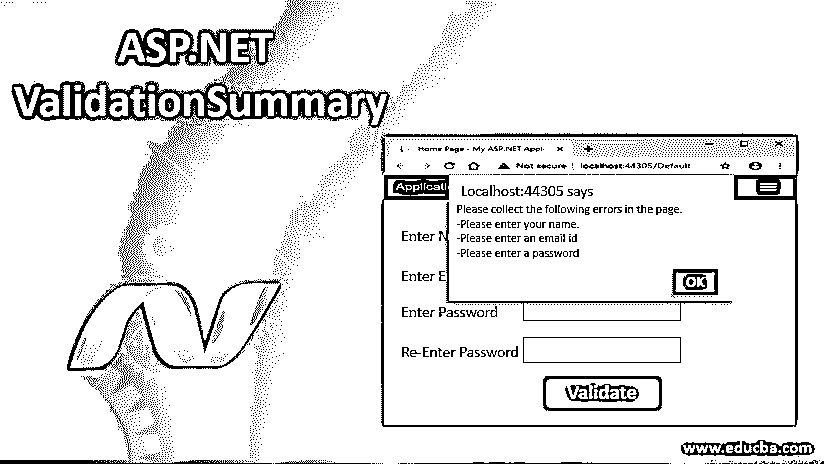 ASP.NET
ValidationSummary
Home Page - My ASP.NET Appl
Not secure | localhost:44305/Default
Applicati
Localhost:44305 says
Please collect the following errors in the page.
-Please enter your name.
-Please enter an email id
-Please enter a password
OK
Enter N
Enter E
Enter Password
Re-Enter Password
Validate
www.educba.com